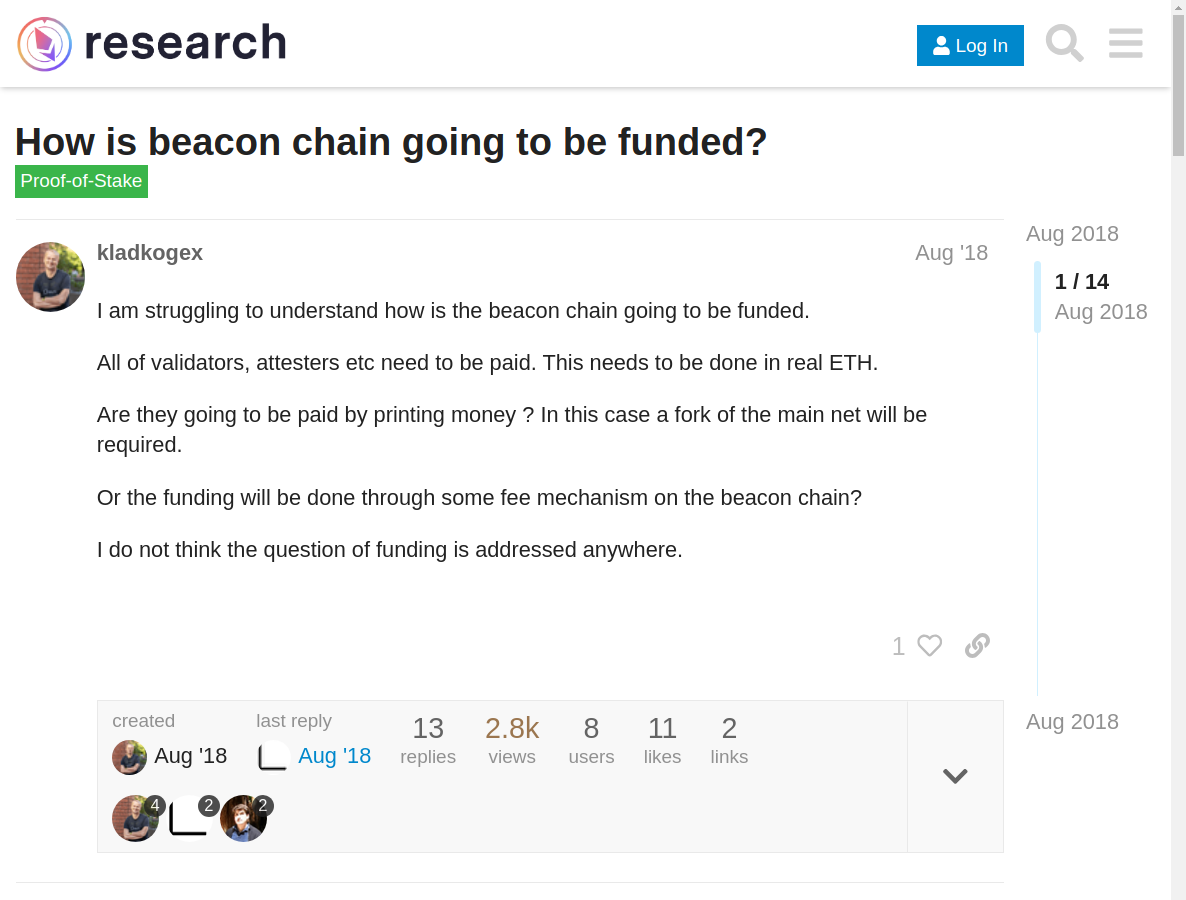 research
Log In
How is beacon chain going to be funded?
Proof-of-Stake
kladkogex
Aug '18
I am struggling to understand how is the beacon chain going to be funded.
All of validators, attesters etc need to be paid. This needs to be done in real ETH.
Are they going to be paid by printing money ? In this case a fork of the main net will be
required.
Or the funding will be done through some fee mechanism on the beacon chain?
I do not think the question of funding is addressed anywhere.
1
Aug 2018
1 / 14
Aug 2018
Aug 2018
created
Aug '18
last reply
Aug '18
13
replies
2.8k
views
8
users
11
likes
2
links
4
2
2